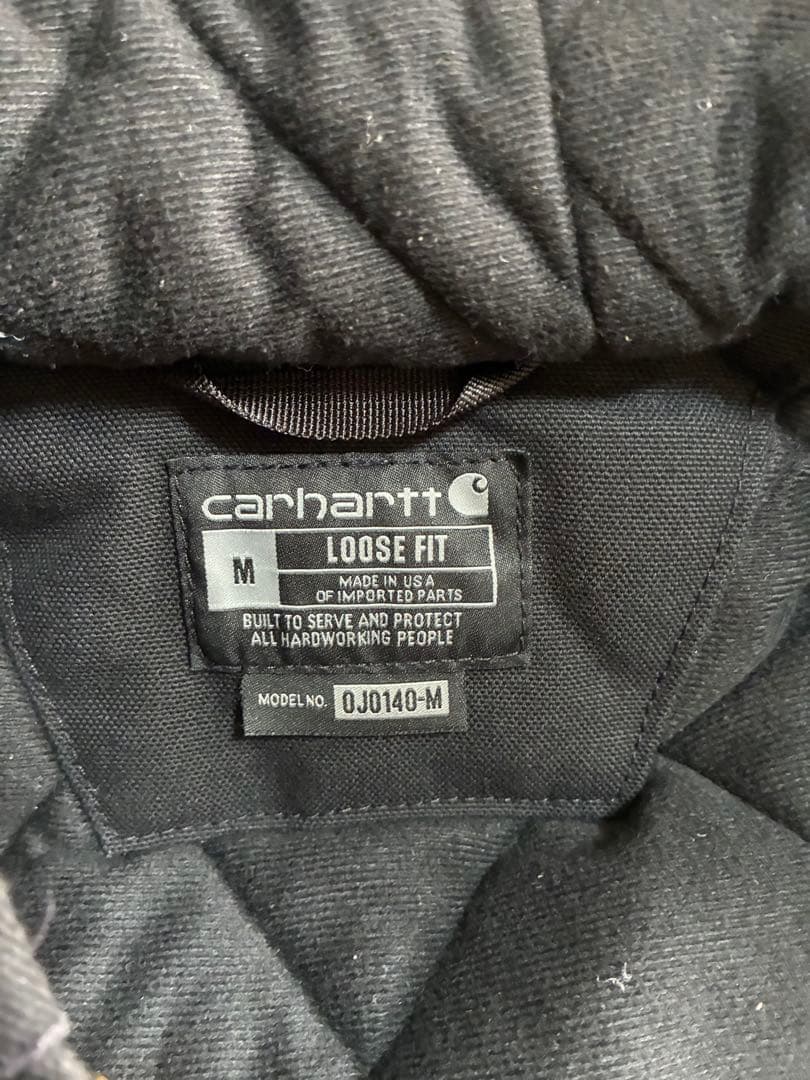 carhartt
M
LOOSE FIT
MADE IN USA
OF IMPORTED PARTS
BUILT TO SERVE AND PROTECT
ALL HARDWORKING PEOPLE
MODEL NO. OJ0140-M